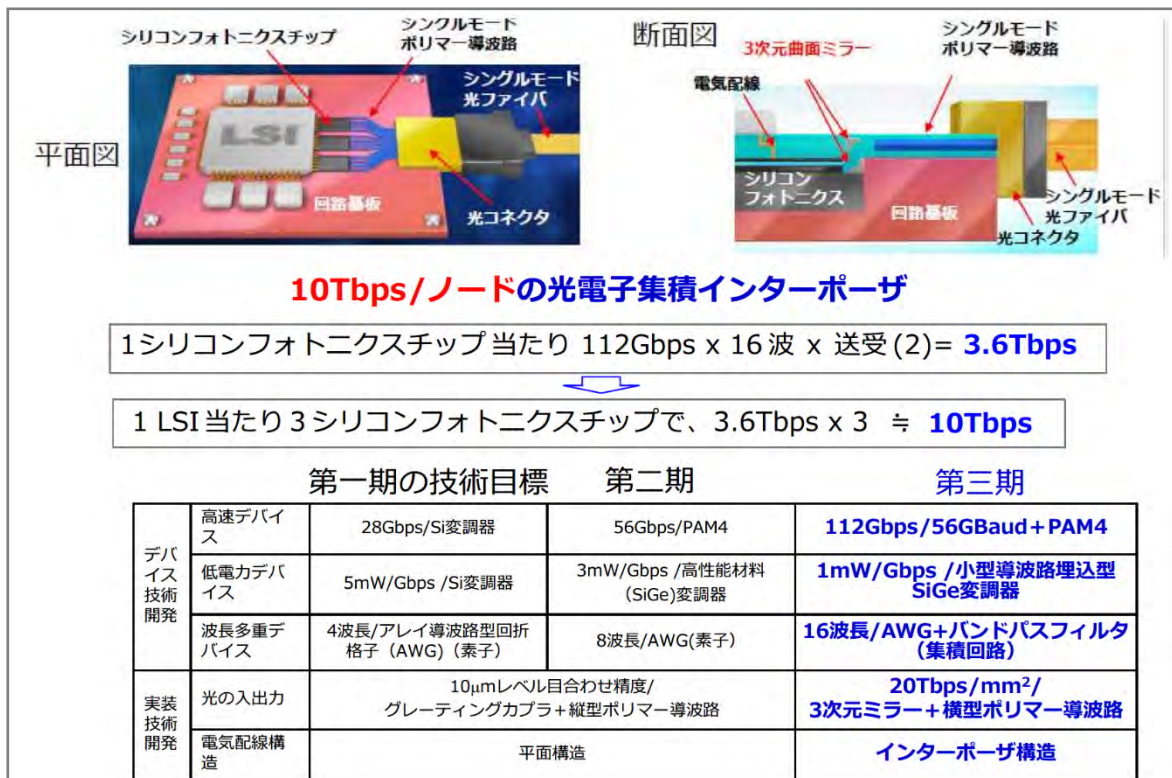 シリコンフォトニクスチップ
シングルモード
ポリマー導波路
シングルモード
光ファイバ
LSI
平面図
回路基板
光コネクタ
断面図
3次元曲面ミラー
シングルモード
ポリマー導波路
電気配線
シリコン
フォトニクス
回路基板
シングルモード
光ファイバ
光コネクタ
10Tbps/ノードの光電子集積インターポーザ
1シリコンフォトニクスチップ当たり 112Gbps x 16波 x 送受(2)= 3.6Tbps
1 LSI当たり3シリコンフォトニクスチップで、3.6Tbps x 3 ≒ 10Tbps
第一期の技術目標 第二期 第三期
デバ
イス
技術
開発
高速デバイ
ス
28Gbps/Si変調器
56Gbps/PAM4
112Gbps/56GBaud+PAM4
低電力デバ
イス
5mW/Gbps /Si変調器
3mW/Gbps /高性能材料
(SiGe)変調器
1mW/Gbps /小型導波路埋込型
SiGe変調器
波長多重デ
バイス
4波長/アレイ導波路型回折
格子（AWG)（素子）
8波長/AWG(素子）
16波長/AWG+バンドパスフィルタ
（集積回路）
実装
技術
開発
光の入出力
10μmレベル目合わせ精度/
グレーティングカプラ＋縦型ポリマー導波路
20Tbps/mm²/
3次元ミラー＋横型ポリマー導波路
電気配線構
造
平面構造
インターポーザ構造